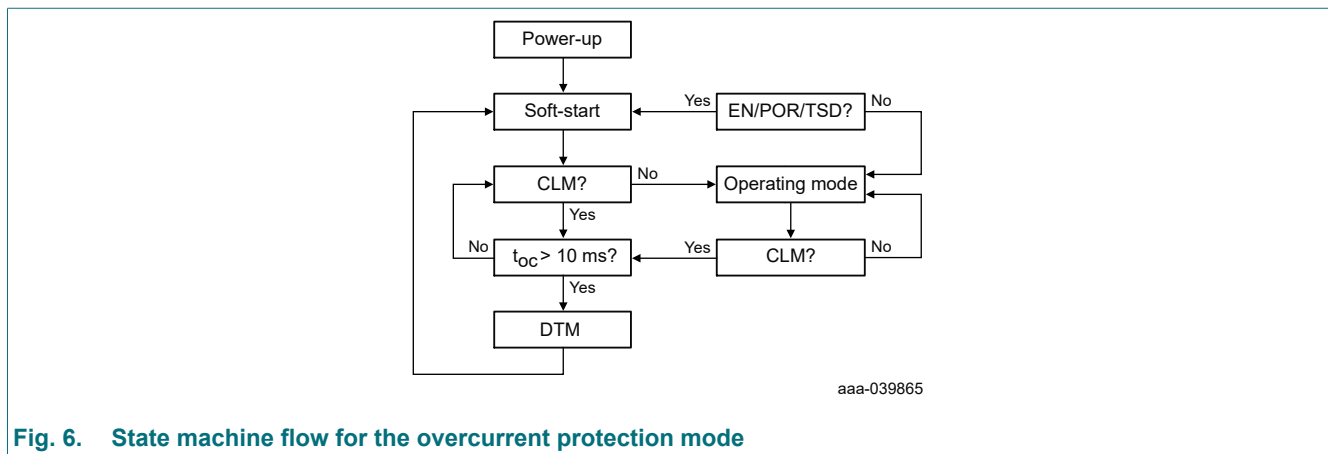 Power-up
Soft-start
Yes
EN/POR/TSD?
No
CLM?
No
Operating mode
Yes
No
tOC > 10 ms?
Yes
CLM?
No
Yes
DTM
aaa-039865
Fig. 6. State machine flow for the overcurrent protection mode